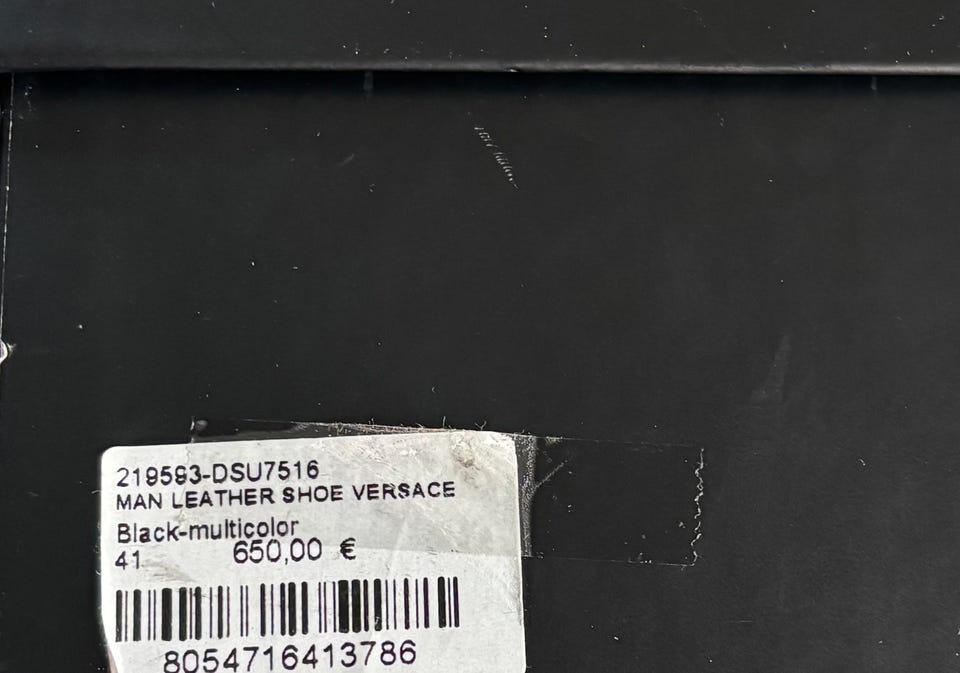 219593-DSU7516
MAN LEATHER SHOE VERSACE
Black-multicolor
41 650,00 €
8054716413786